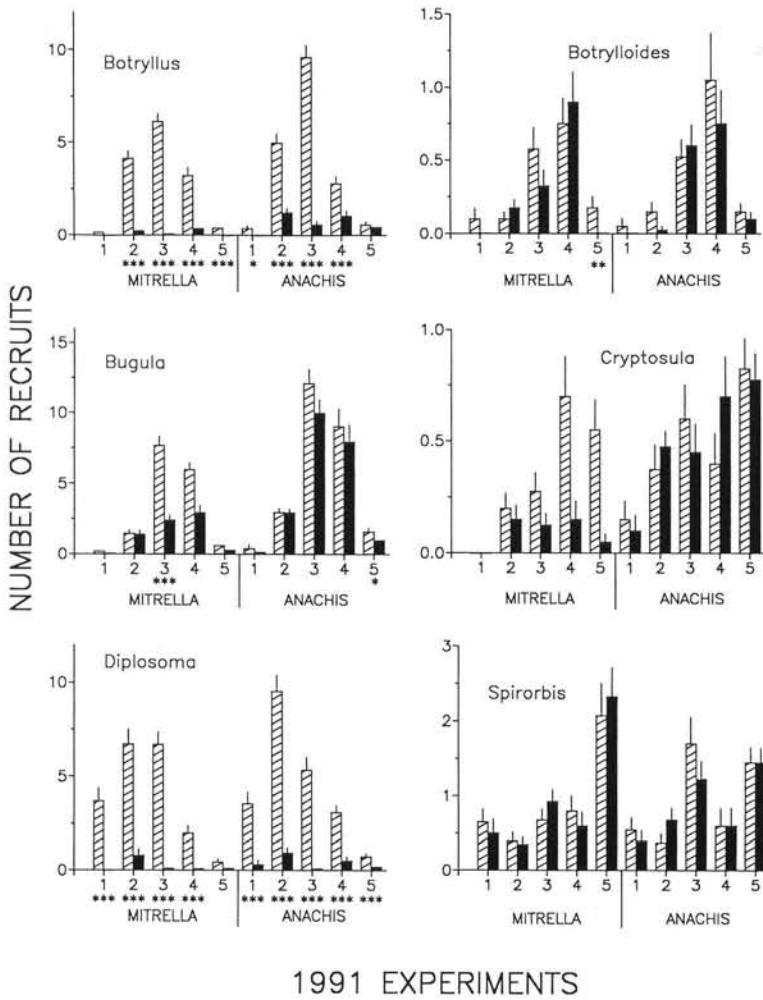 Botryllus
10
5
0
1 2 3 4 5 1 2 3 4 5
*** *** *** *** * *** *** ***
MITRELLA ANACHIS
Botrylloides
1.5
1.0
0.5
0.0
1 2 3 4 5 1 2 3 4 5
**
MITRELLA ANACHIS
NUMBER OF RECRUITS
Bugula
15
10
5
0
1 2 3 4 5 1 2 3 4 5
*** *
MITRELLA ANACHIS
Cryptosula
1.0
0.5
0.0
1 2 3 4 5 1 2 3 4 5
MITRELLA ANACHIS
Diplosoma
10
5
0
1 2 3 4 5 1 2 3 4 5
*** *** *** *** *** *** *** *** ***
MITRELLA ANACHIS
Spirorbis
3
2
1
0
1 2 3 4 5 1 2 3 4 5
MITRELLA ANACHIS
1991 EXPERIMENTS